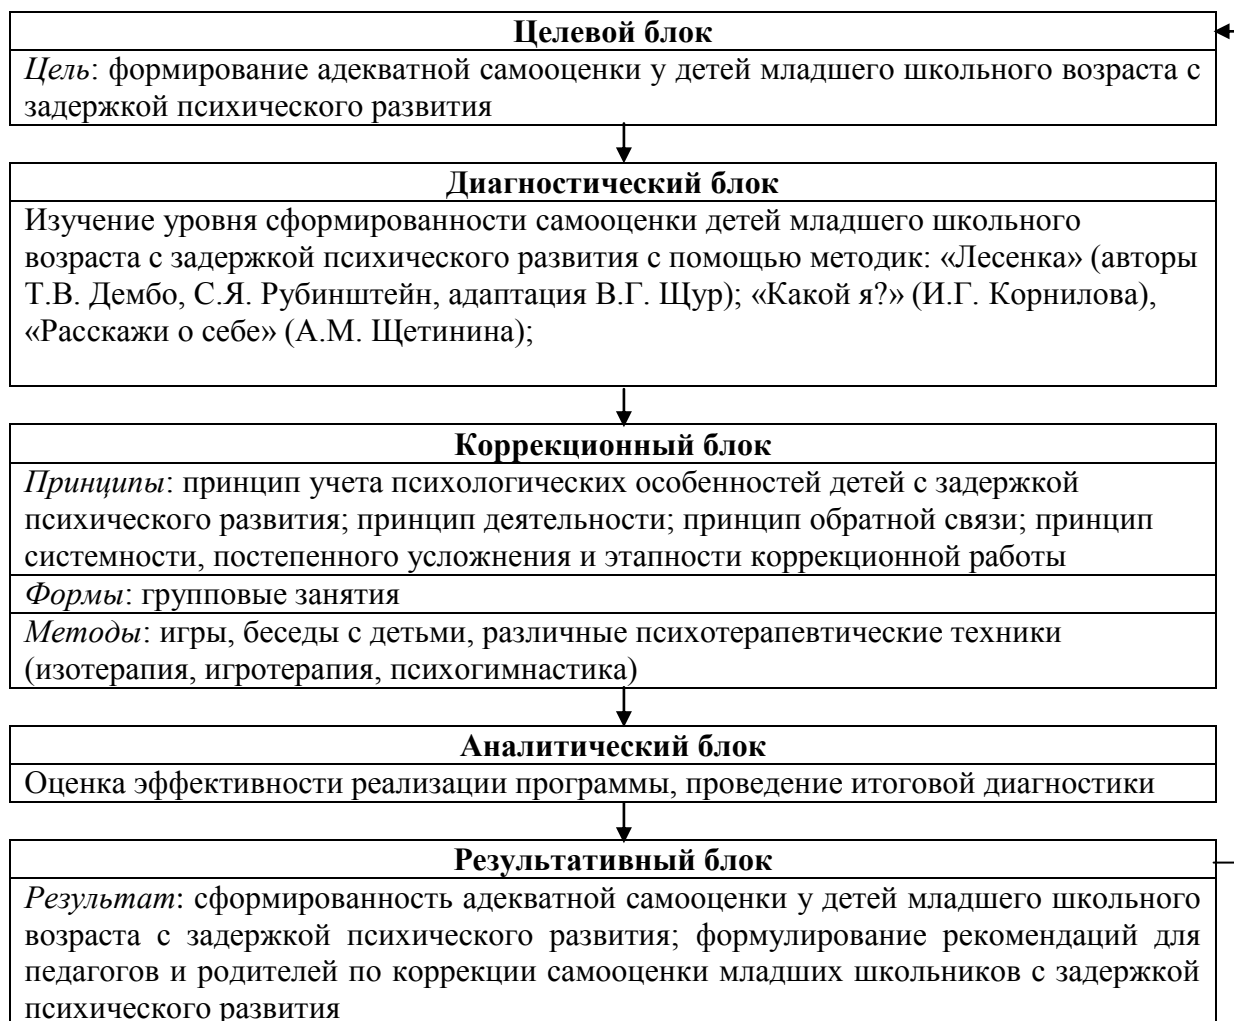 Целевой блок
Цель: формирование адекватной самооценки у детей младшего школьного возраста с
задержкой психического развития
Диагностический блок
Изучение уровня сформированности самооценки детей младшего школьного
возраста с задержкой психического развития с помощью методик: «Лесенка» (авторы
Т.В. Дембо, С.Я. Рубинштейн, адаптация В.Г. Щур); «Какой я?» (И.Г. Корнилова),
«Расскажи о себе» (А.М. Щетинина);
Коррекционный блок
Принципы: принцип учета психологических особенностей детей с задержкой
психического развития; принцип деятельности; принцип обратной связи; принцип
системности, постепенного усложнения и этапности коррекционной работы
Формы: групповые занятия
Методы: игры, беседы с детьми, различные психотерапевтические техники
(изотерапия, игротерапия, психогимнастика)
Аналитический блок
Оценка эффективности реализации программы, проведение итоговой диагностики
Результативный блок
Результат: сформированность адекватной самооценки у детей младшего школьного
возраста с задержкой психического развития; формулирование рекомендаций для
педагогов и родителей по коррекции самооценки младших школьников с задержкой
психического развития